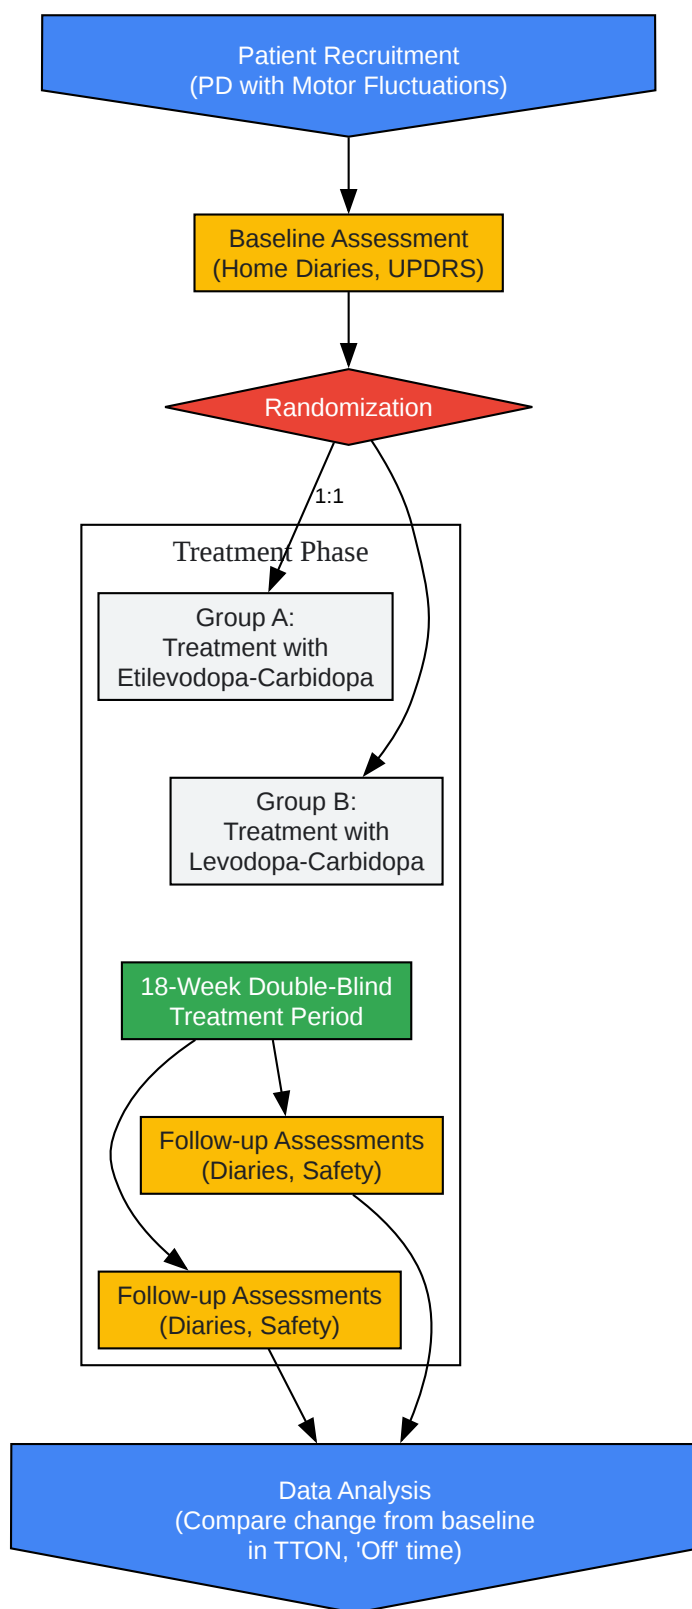 Patient Recruitment
(PD with Motor Fluctuations)
Baseline Assessment
(Home Diaries, UPDRS)
Randomization
1:1
Treatment Phase
Group A:
Treatment with
Etilevodopa-Carbidopa
Group B:
Treatment with
Levodopa-Carbidopa
18-Week Double-Blind
Treatment Period
Follow-up Assessments
(Diaries, Safety)
Follow-up Assessments
(Diaries, Safety)
Data Analysis
(Compare change from baseline
in TTON, 'Off' time)